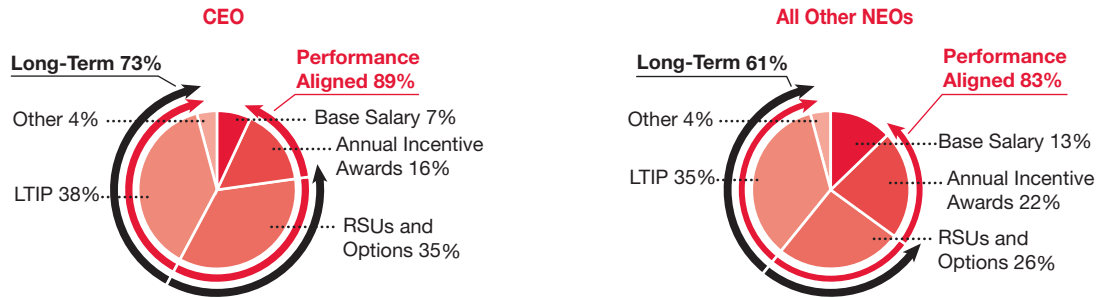 CEO
Long-Term 73%
Performance
Aligned 89%
Other 4%
Base Salary 7%
Annual Incentive
Awards 16%
LTIP 38%
RSUs and
Options 35%
All Other NEOs
Long-Term 61%
Performance
Aligned 83%
Other 4%
Base Salary 13%
LTIP 35%
Annual Incentive
Awards 22%
RSUs and
Options 26%